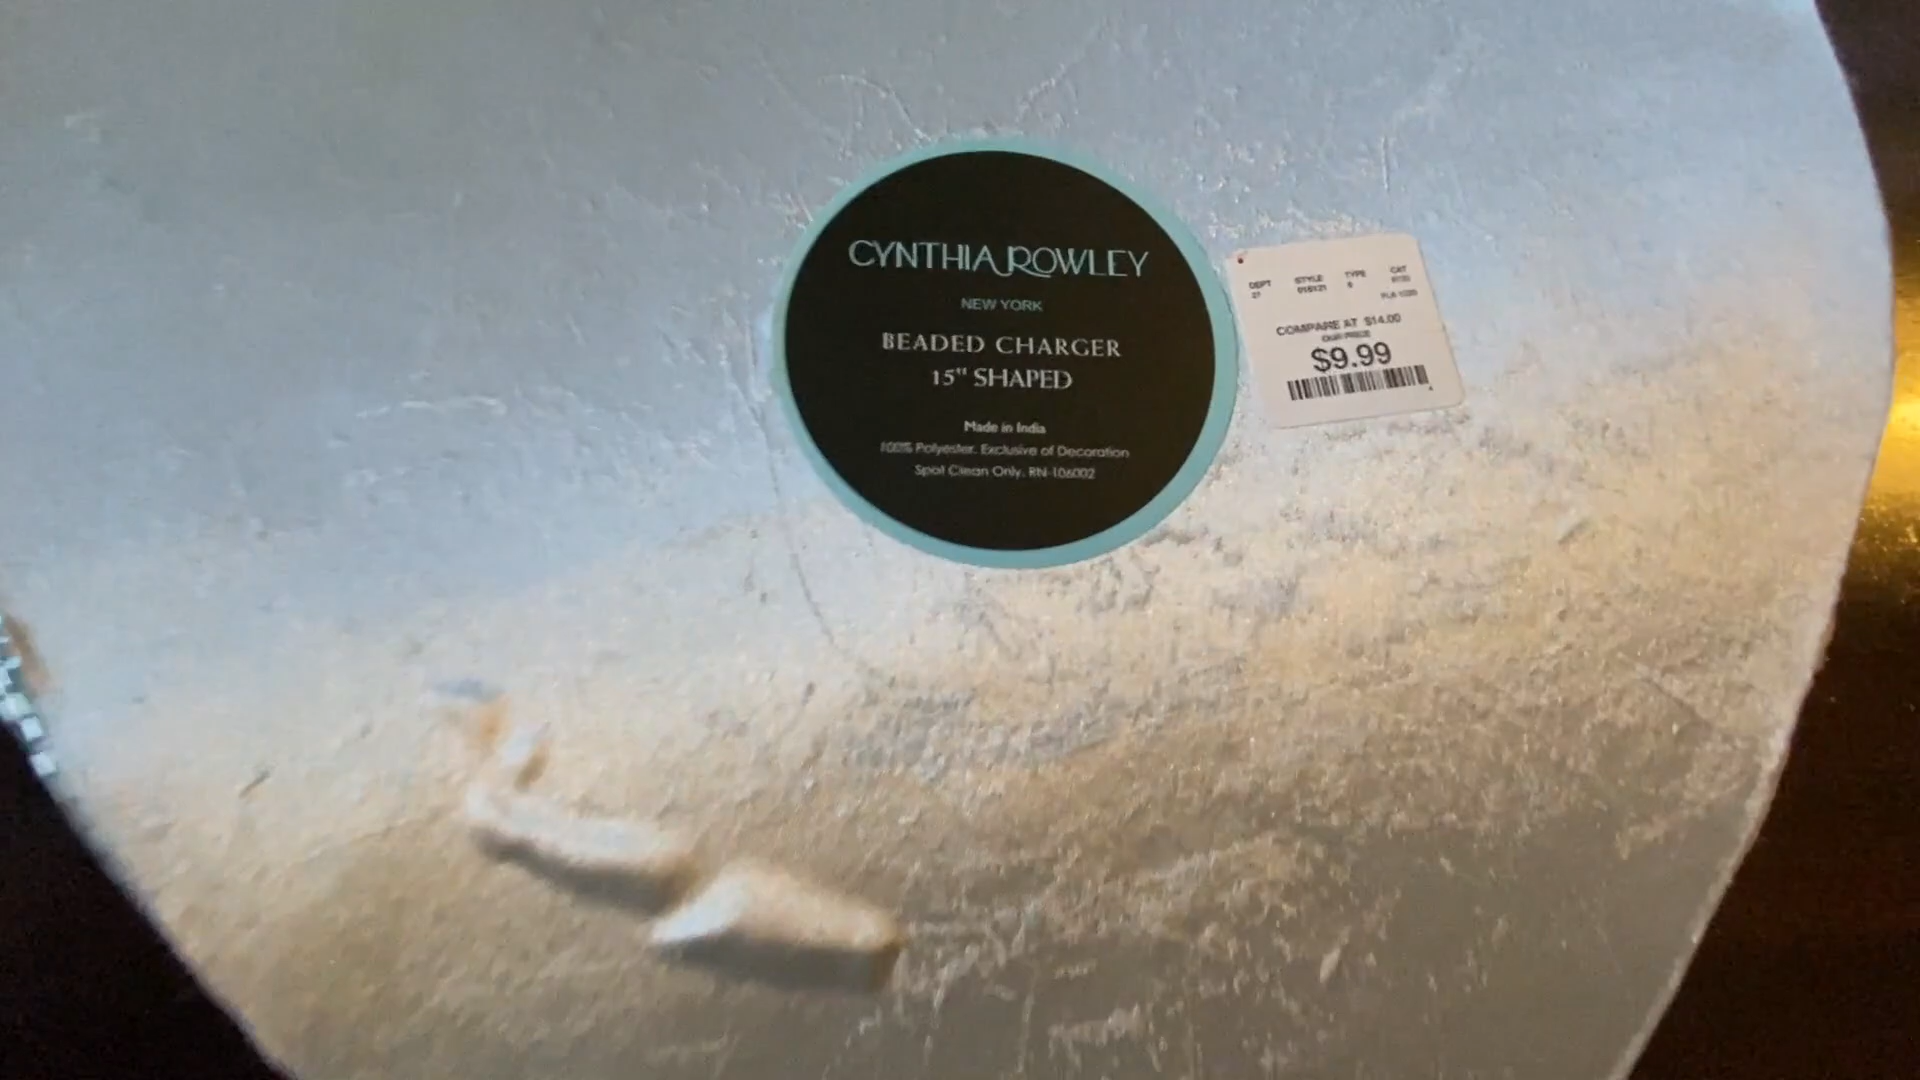 CYNTHIA ROWLEY
NEW YORK
BEADED CHARGER
15" SHAPED
Made in India
100% Polyester. Exclusive of Decoration
Spot Clean Only. RN-106002
DEPT STYLE TYPE CAT
21
COMPARE AT $14.00
OUR PRICE
$9.99